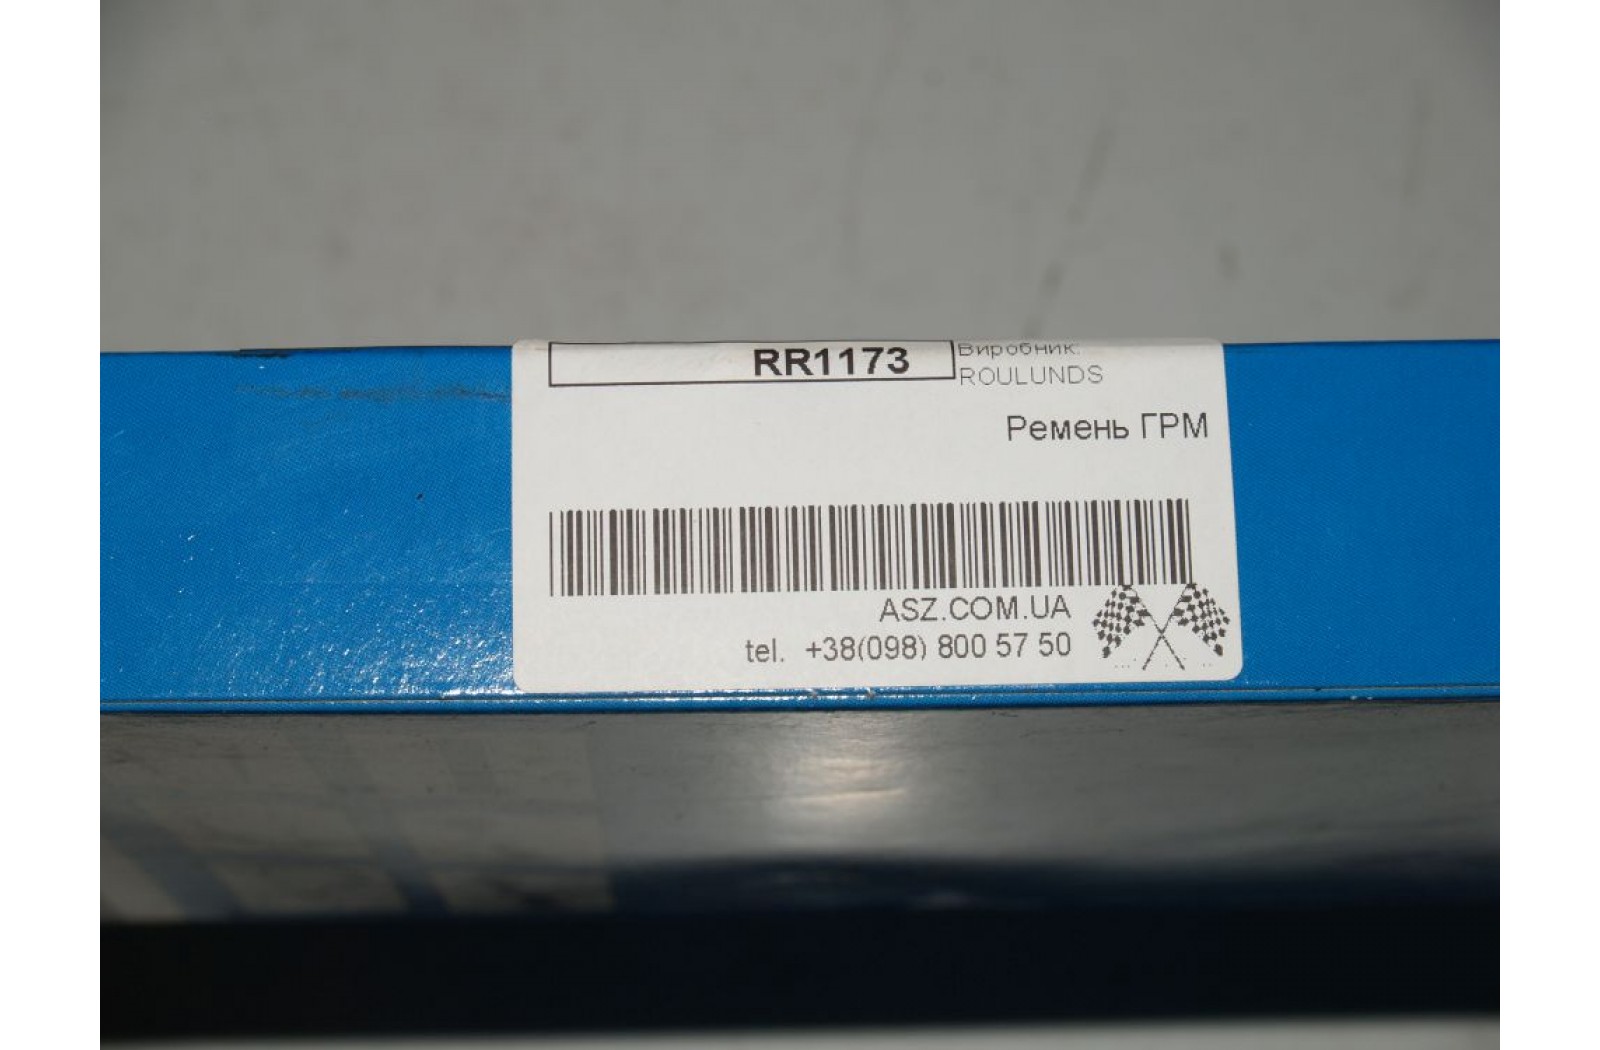 RR1173
Виробник:
ROULUNDS
Ремень ГРМ
ASZ.COM.UA
tel. +38(098) 800 57 50